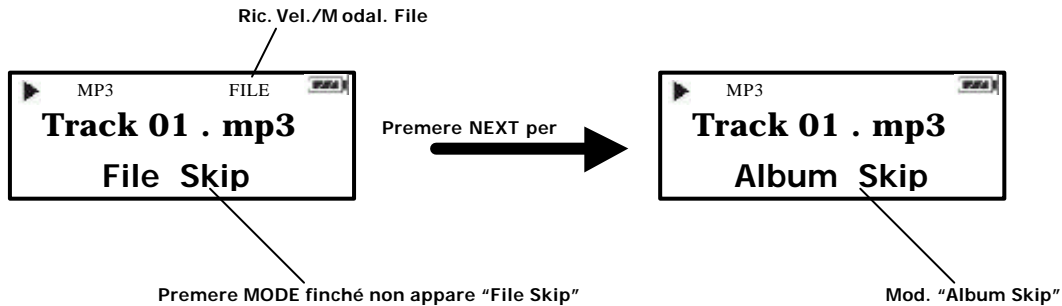 Ric. Vel./Modal. File
MP3 FILE
Track 01 . mp3
File Skip
Premere NEXT per
MP3
Track 01 . mp3
Album Skip
Premere MODE finché non appare “File Skip”
Mod. “Album Skip”